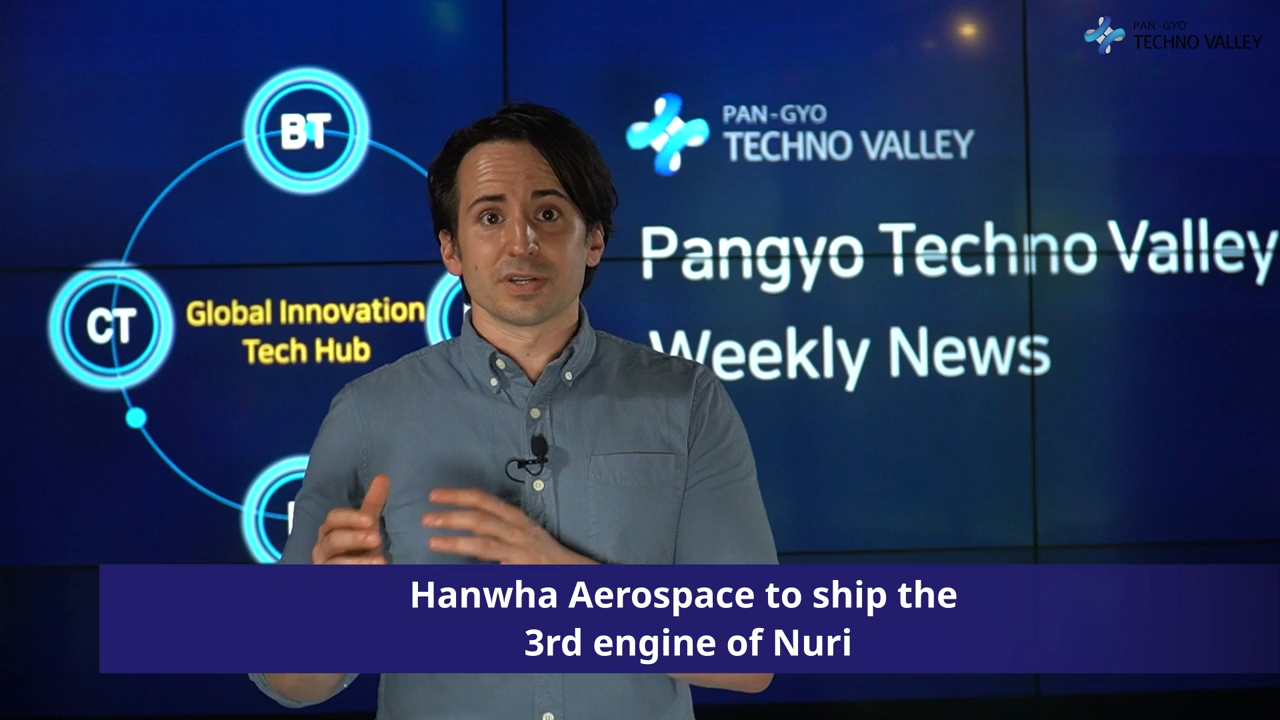 PAN-GYO
TECHNO VALLEY
BT
PAN-GYO
TECHNO VALLEY
Pangyo Techno Valley
CT
Global Innovation
Tech Hub
Weekly News
Hanwha Aerospace to ship the
3rd engine of Nuri